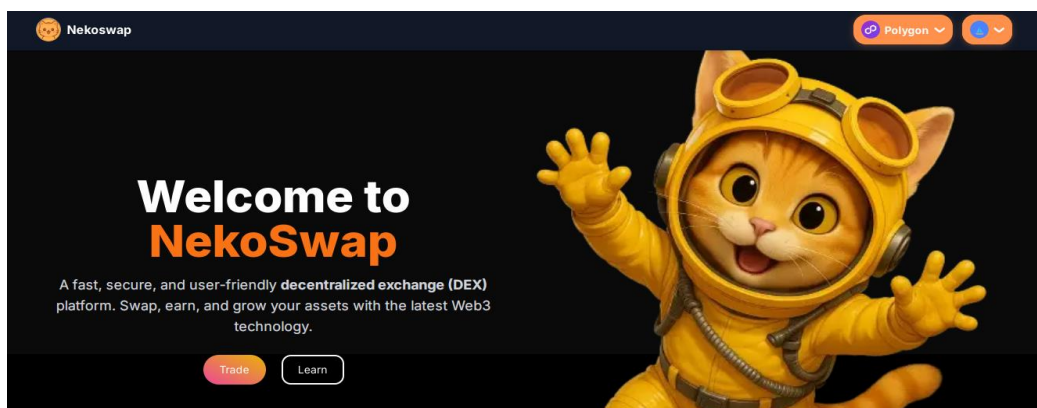 Nekoswap
Polygon
Welcome to
NekoSwap
A fast, secure, and user-friendly decentralized exchange (DEX)
platform. Swap, earn, and grow your assets with the latest Web3
technology.
Trade
Learn